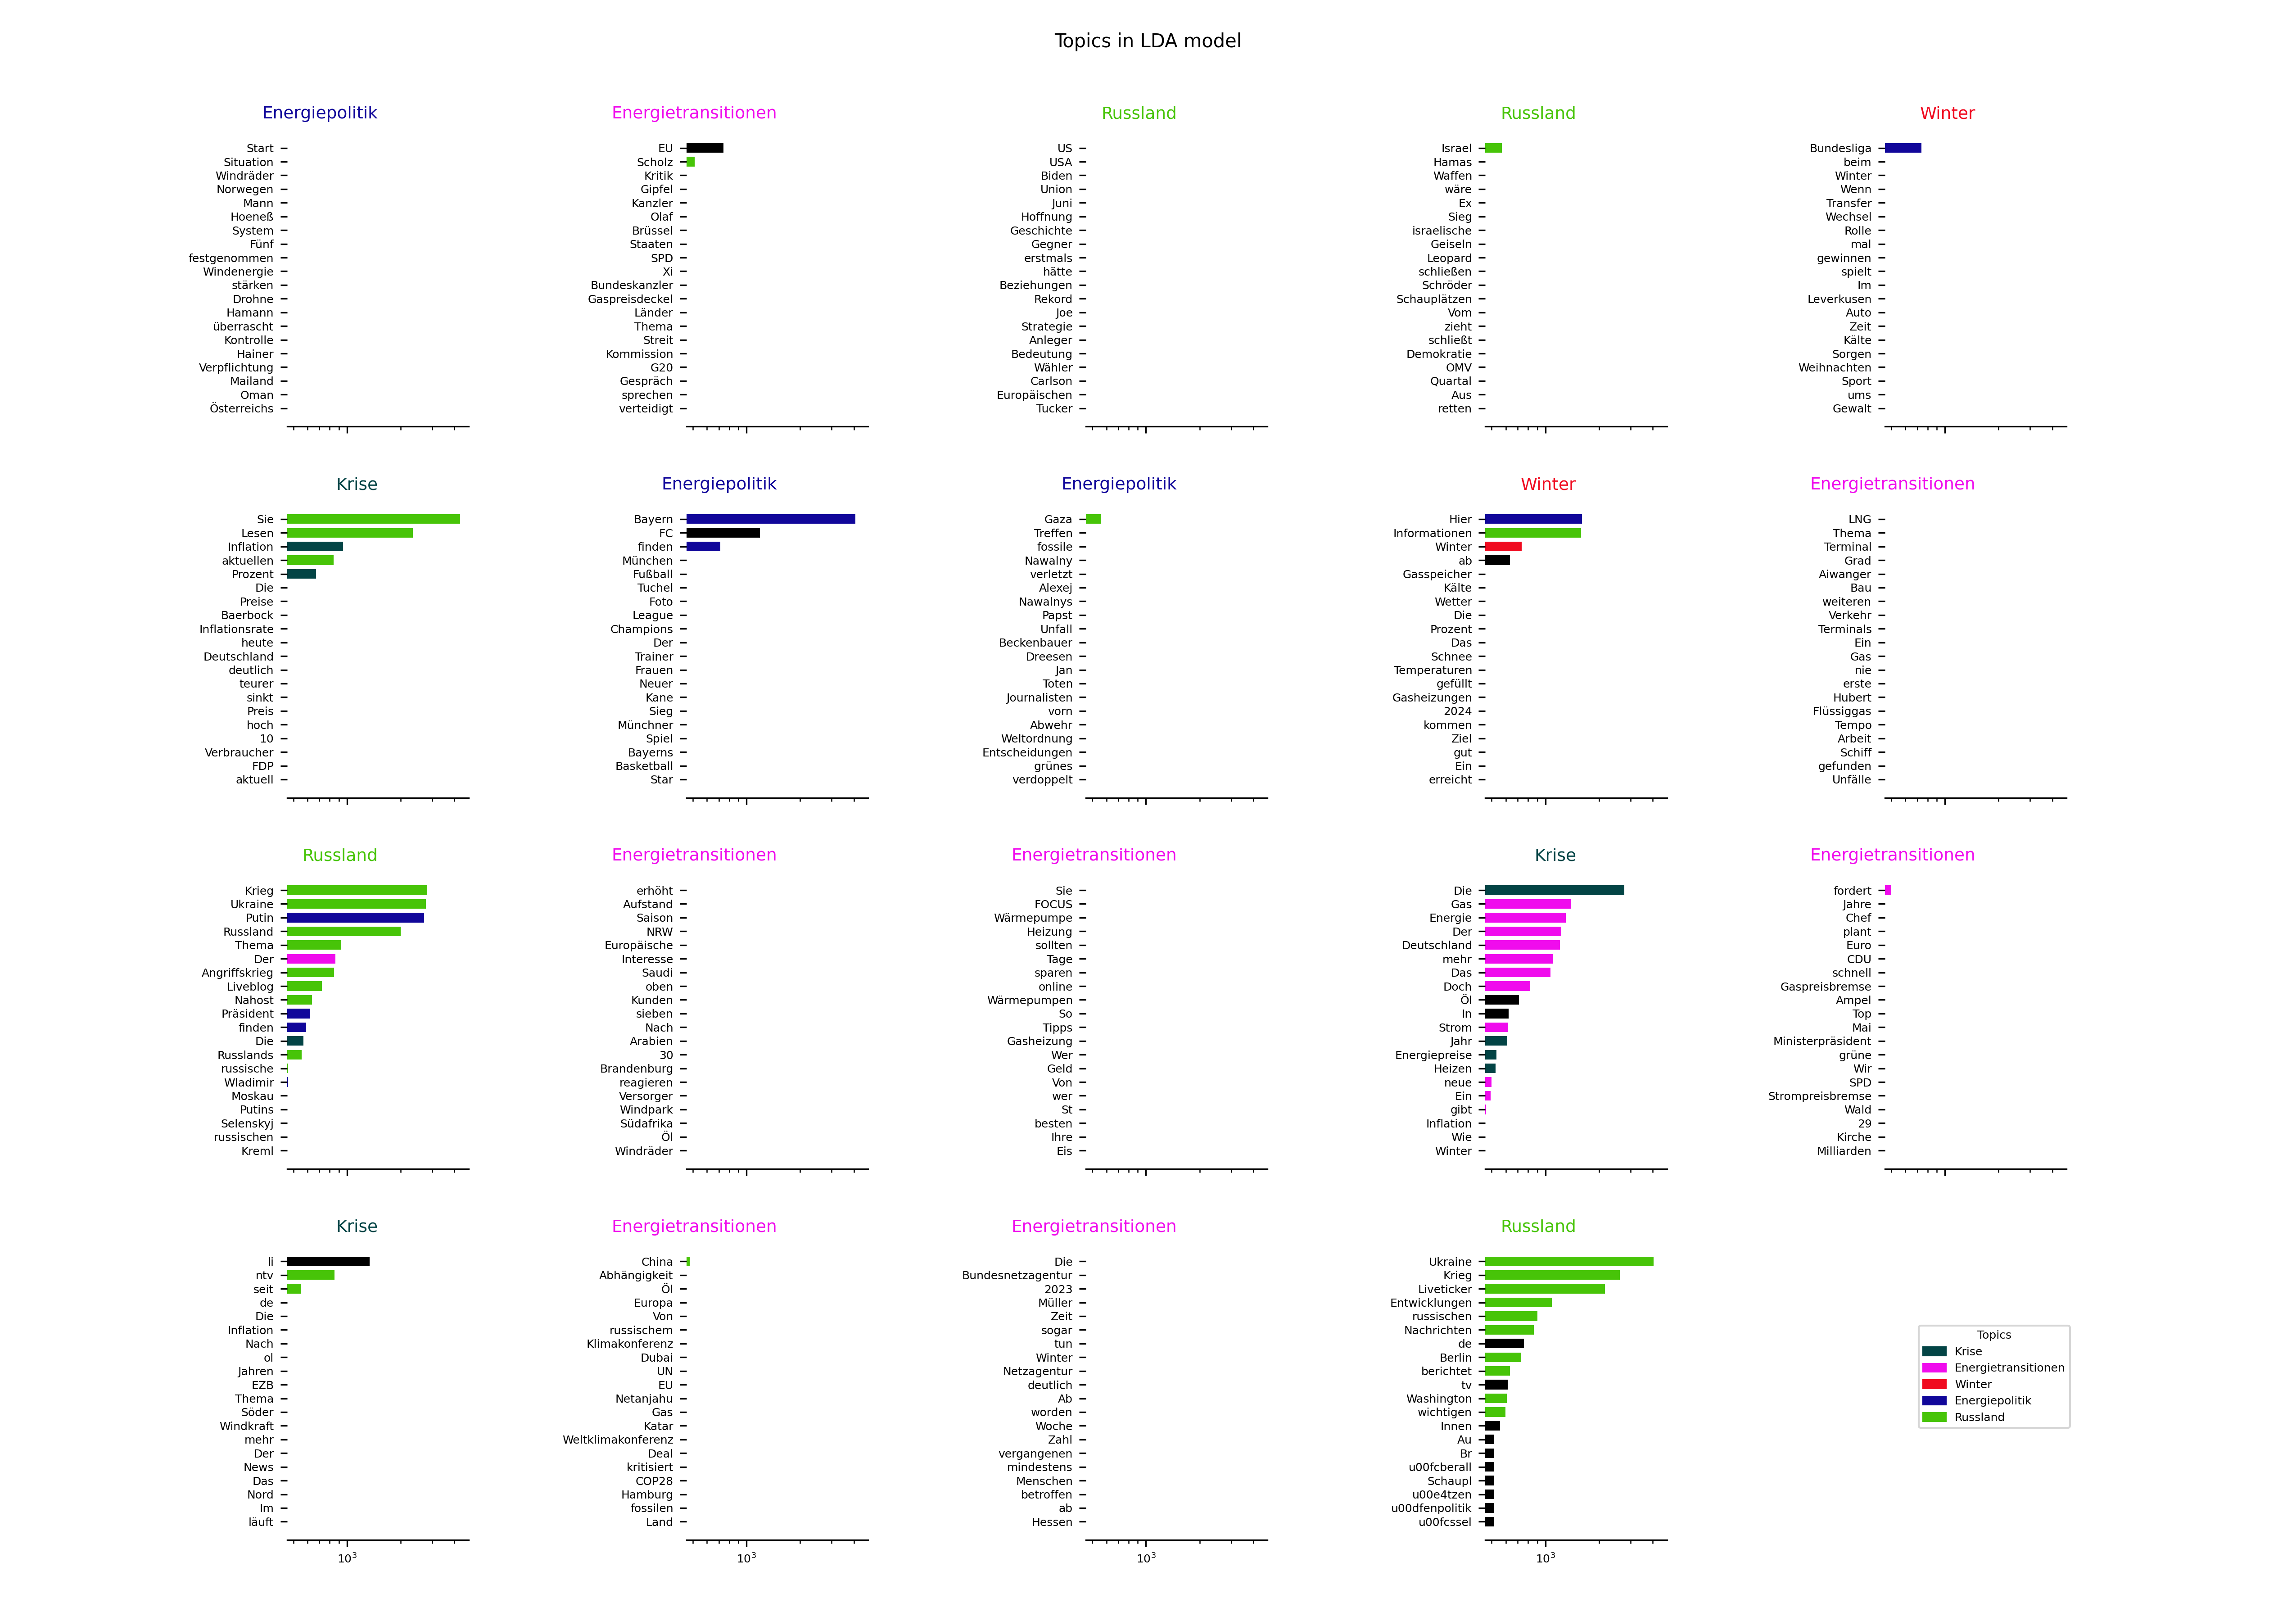 Topics in LDA model
Energiepolitik
Start
Situation
Windräder
Norwegen
Mann
Hoeneß
System
Fünf
festgenommen
Windenergie
stärken
Drohne
Hamann
überrascht
Kontrolle
Hainer
Verpflichtung
Mailand
Oman
Österreichs
Energietransitionen
EU
Scholz
Kritik
Gipfel
Kanzler
Olaf
Brüssel
Staaten
SPD
Xi
Bundeskanzler
Gaspreisdeckel
Länder
Thema
Streit
Kommission
G20
Gespräch
sprechen
verteidigt
Russland
US
USA
Biden
Union
Juni
Hoffnung
Geschichte
Gegner
erstmals
hätte
Beziehungen
Rekord
Joe
Strategie
Anleger
Bedeutung
Wähler
Carlson
Europäischen
Tucker
Russland
Israel
Hamas
Waffen
wäre
Ex
Sieg
israelische
Geiseln
Leopard
schließen
Schröder
Schauplätzen
Vom
zieht
schließt
Demokratie
OMV
Quartal
Aus
retten
Winter
Bundesliga
beim
Winter
Wenn
Transfer
Wechsel
Rolle
mal
gewinnen
spielt
Im
Leverkusen
Auto
Zeit
Kälte
Sorgen
Weihnachten
Sport
ums
Gewalt
Krise
Sie
Lesen
Inflation
aktuellen
Prozent
Die
Preise
Baerbock
Inflationsrate
heute
Deutschland
deutlich
teurer
sinkt
Preis
hoch
10
Verbraucher
FDP
aktuell
Energiepolitik
Bayern
FC
finden
München
Fußball
Tuchel
Foto
League
Champions
Der
Trainer
Frauen
Neuer
Kane
Sieg
Münchner
Spiel
Bayerns
Basketball
Star
Energiepolitik
Gaza
Treffen
fossile
Nawalny
verletzt
Alexej
Nawalnys
Papst
Unfall
Beckenbauer
Dreesen
Jan
Toten
Journalisten
vorn
Abwehr
Weltordnung
Entscheidungen
grünes
verdoppelt
Winter
Hier
Informationen
Winter
ab
Gasspeicher
Kälte
Wetter
Die
Prozent
Das
Schnee
Temperaturen
gefüllt
Gasheizungen
2024
kommen
Ziel
gut
Ein
erreicht
Energietransitionen
LNG
Thema
Terminal
Grad
Aiwanger
Bau
weiteren
Verkehr
Terminals
Ein
Gas
nie
erste
Hubert
Flüssiggas
Tempo
Arbeit
Schiff
gefunden
Unfälle
Russland
Krieg
Ukraine
Putin
Russland
Thema
Der
Angriffskrieg
Liveblog
Nahost
Präsident
finden
Die
Russlands
russische
Wladimir
Moskau
Putins
Selenskyj
russischen
Kreml
Energietransitionen
erhöht
Aufstand
Saison
NRW
Europäische
Interesse
Saudi
oben
Kunden
sieben
Nach
Arabien
30
Brandenburg
reagieren
Versorger
Windpark
Südafrika
Öl
Windräder
Energietransitionen
Sie
FOCUS
Wärmepumpe
Heizung
sollten
Tage
sparen
online
Wärmepumpen
So
Tipps
Gasheizung
Wer
Geld
Von
wer
St
besten
Ihre
Eis
Krise
Die
Gas
Energie
Der
Deutschland
mehr
Das
Doch
Öl
In
Strom
Jahr
Energiepreise
Heizen
neue
Ein
gibt
Inflation
Wie
Winter
Energietransitionen
fordert
Jahre
Chef
plant
Euro
CDU
schnell
Gaspreisbremse
Ampel
Top
Mai
Ministerpräsident
grüne
Wir
SPD
Strompreisbremse
Wald
29
Kirche
Milliarden
Krise
li
ntv
seit
de
Die
Inflation
Nach
ol
Jahren
EZB
Thema
Söder
Windkraft
mehr
Der
News
Das
Nord
Im
läuft
10³
Energietransitionen
China
Abhängigkeit
Öl
Europa
Von
russischem
Klimakonferenz
Dubai
UN
EU
Netanjahu
Gas
Katar
Weltklimakonferenz
Deal
kritisiert
COP28
Hamburg
fossilen
Land
10³
Energietransitionen
Die
Bundesnetzagentur
2023
Müller
Zeit
sogar
tun
Winter
Netzagentur
deutlich
Ab
worden
Woche
Zahl
vergangenen
mindestens
Menschen
betroffen
ab
Hessen
10³
Russland
Ukraine
Krieg
Liveticker
Entwicklungen
russischen
Nachrichten
de
Berlin
berichtet
tv
Washington
wichtigen
Innen
Au
Br
u00fcberall
Schaupl
u00e4tzen
u00dfenpolitik
u00fcssel
10³
Topics
Krise
Energietransitionen
Winter
Energiepolitik
Russland